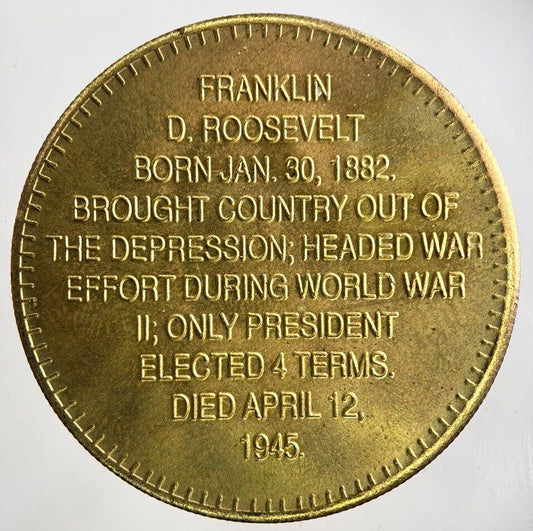 FRANKLIN
D. ROOSEVELT
BORN JAN. 30, 1882.
BROUGHT COUNTRY OUT OF
THE DEPRESSION; HEADED WAR
EFFORT DURING WORLD WAR
II; ONLY PRESIDENT
ELECTED 4 TERMS.
DIED APRIL 12,
1945.